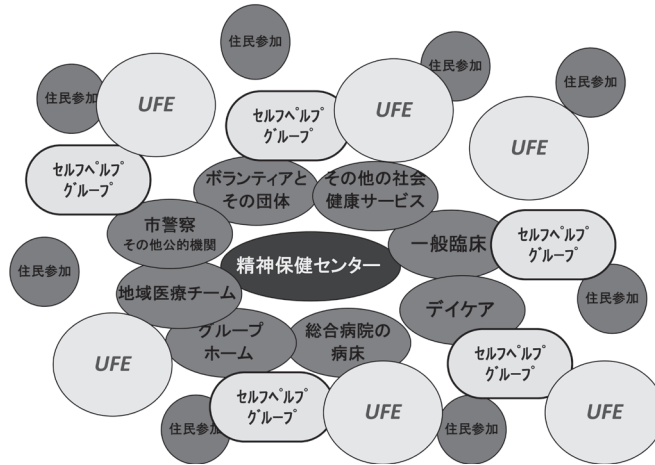 住民参加
住民参加
住民参加
住民参加
UFE
UFE
UFE
セルフヘルプ
グループ
セルフヘルプ
グループ
ボランティアと
その団体
その他の社会
健康サービス
市警察
その他公的機関
一般臨床
セルフヘルプ
グループ
精神保健センター
住民参加
地域医療チーム
デイケア
住民参加
グループ
ホーム
総合病院の
病床
UFE
セルフヘルプ
グループ
セルフヘルプ
グループ
UFE
UFE
住民参加
住民参加